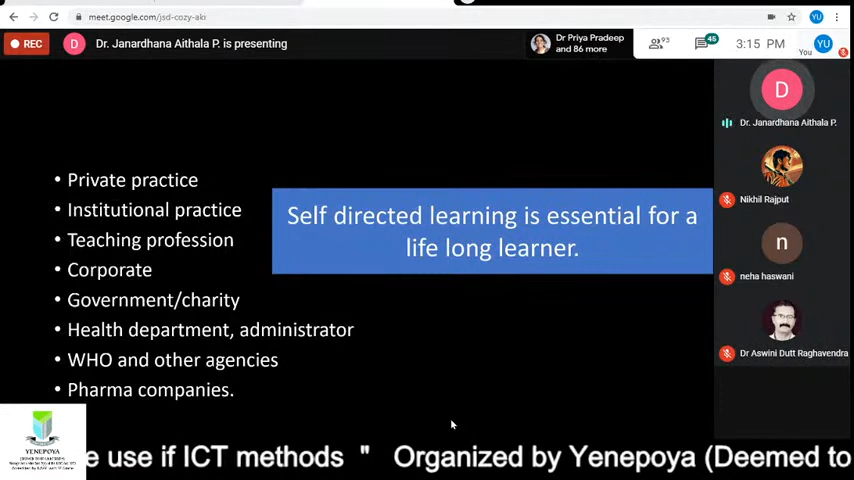 meet.google.com/jsd-cozy-akr
REC
Dr. Janardhana Aithala P. is presenting
Dr Priya Pradeep
and 86 more
93
45
3:15 PM
YU
You
YU
D
Dr. Janardhana Aithala P.
Nikhil Rajput
n
neha haswani
Dr Aswini Dutt Raghavendra
• Private practice
• Institutional practice
• Teaching profession
• Corporate
• Government/charity
• Health department, administrator
• WHO and other agencies
• Pharma companies.
Self directed learning is essential for a
life long learner.
YENEPOYA
e use if ICT methods " Organized by Yenepoya (Deemed to